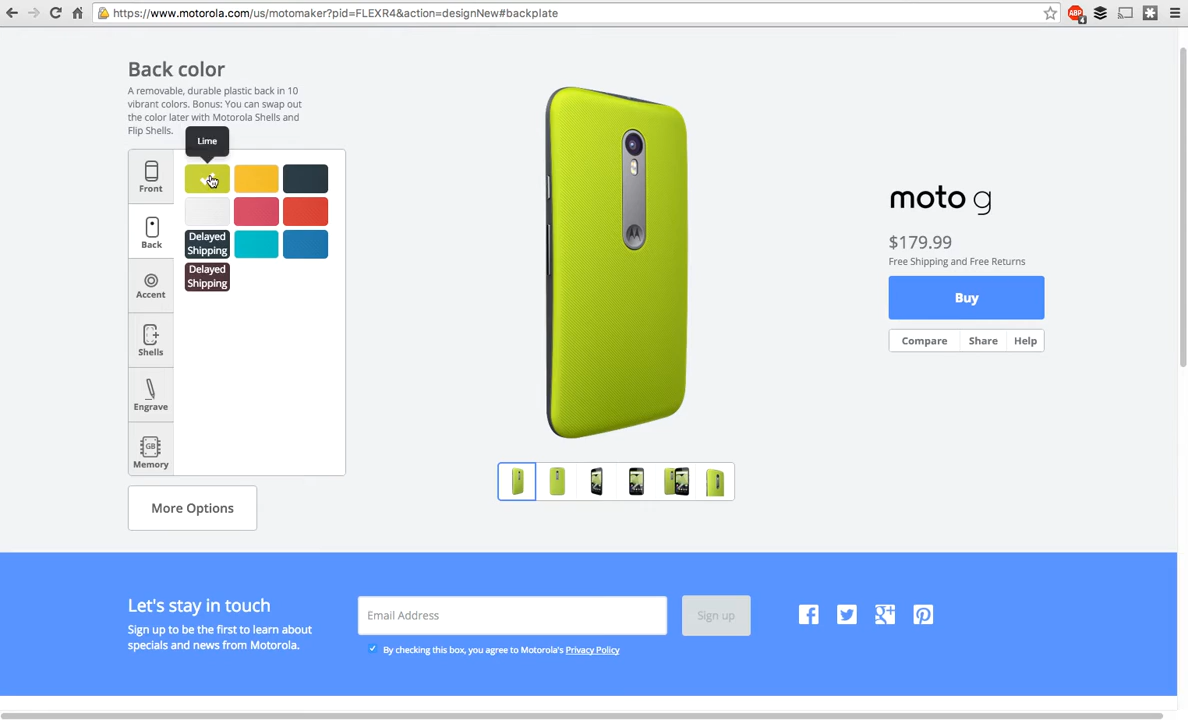 https://www.motorola.com/us/motomaker?pid=FLEXR4&action=designNew#backplate
ABP
4
Back color
A removable, durable plastic back in 10
vibrant colors. Bonus: You can swap out
the color later with Motorola Shells and
Flip Shells.
Lime
Front
Back
Accent
Shells
Engrave
GB
Memory
Delayed
Shipping
Delayed
Shipping
More Options
moto g
$179.99
Free Shipping and Free Returns
Buy
Compare
Share
Help
Let's stay in touch
Sign up to be the first to learn about
specials and news from Motorola.
Email Address
Sign up
By checking this box, you agree to Motorola's Privacy Policy